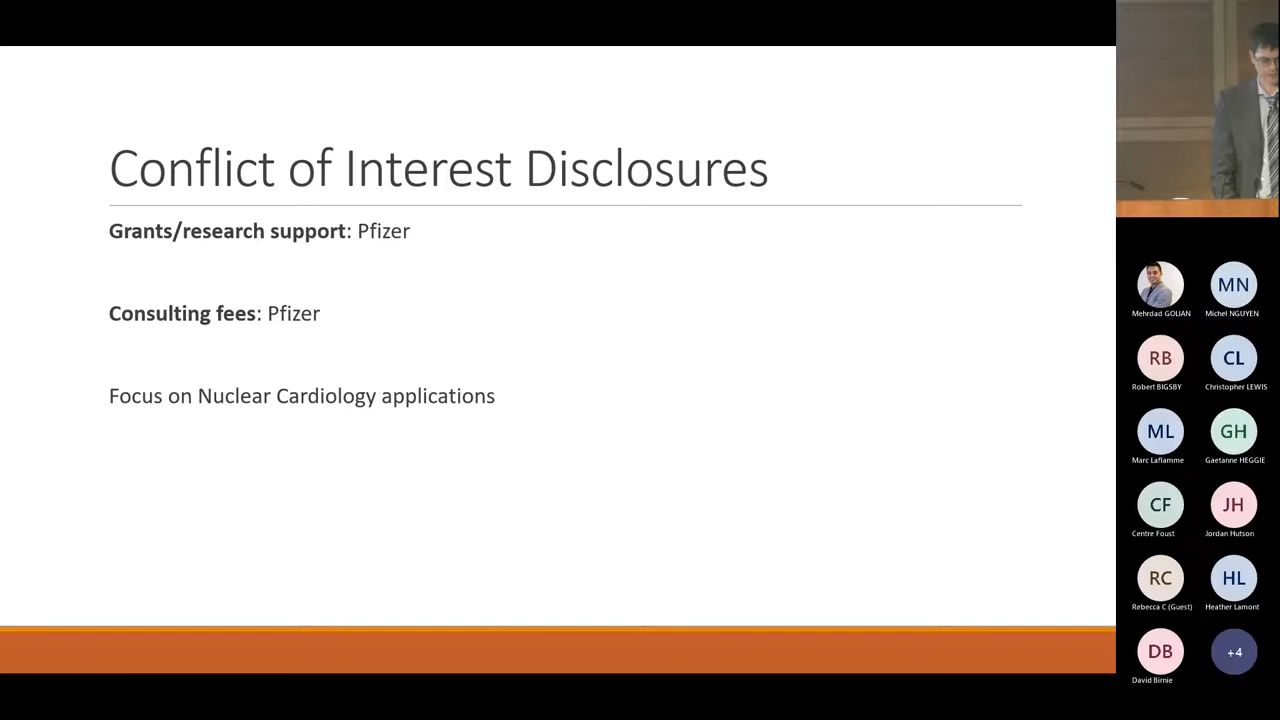 Conflict of Interest Disclosures
Grants/research support: Pfizer
Consulting fees: Pfizer
Focus on Nuclear Cardiology applications
Mehrdad GOLIAN
MN
Michel NGUYEN
RB
Robert BIGSBY
CL
Christopher LEWIS
ML
Marc Laflamme
GH
Gaetanne HEGGIE
CF
Centre Foust
JH
Jordan Hutson
RC
Rebecca C (Guest)
HL
Heather Lamont
DB
David Birnie
+4